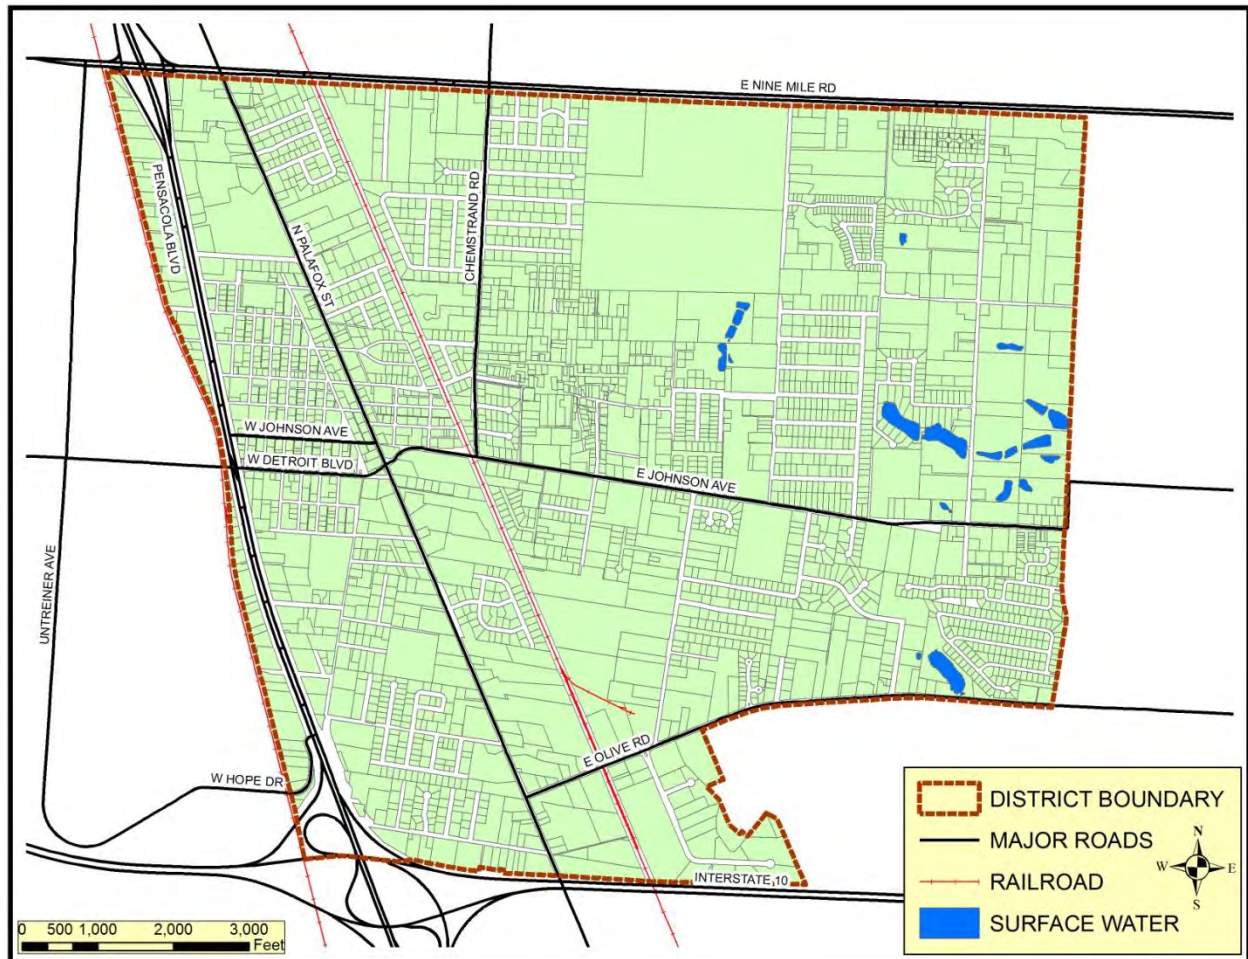 E NINE MILE RD
PENSACOLA BLVD
N PALAFOX ST
CHEMSTRAND RD
W JOHNSON AVE
W DETROIT BLVD
E JOHNSON AVE
UNTREINER AVE
E OLIVE RD
W HOPE DR
INTERSTATE 10
DISTRICT BOUNDARY
MAJOR ROADS
RAILROAD
SURFACE WATER
N
W E
S
0 500 1,000 2,000 3,000
Feet